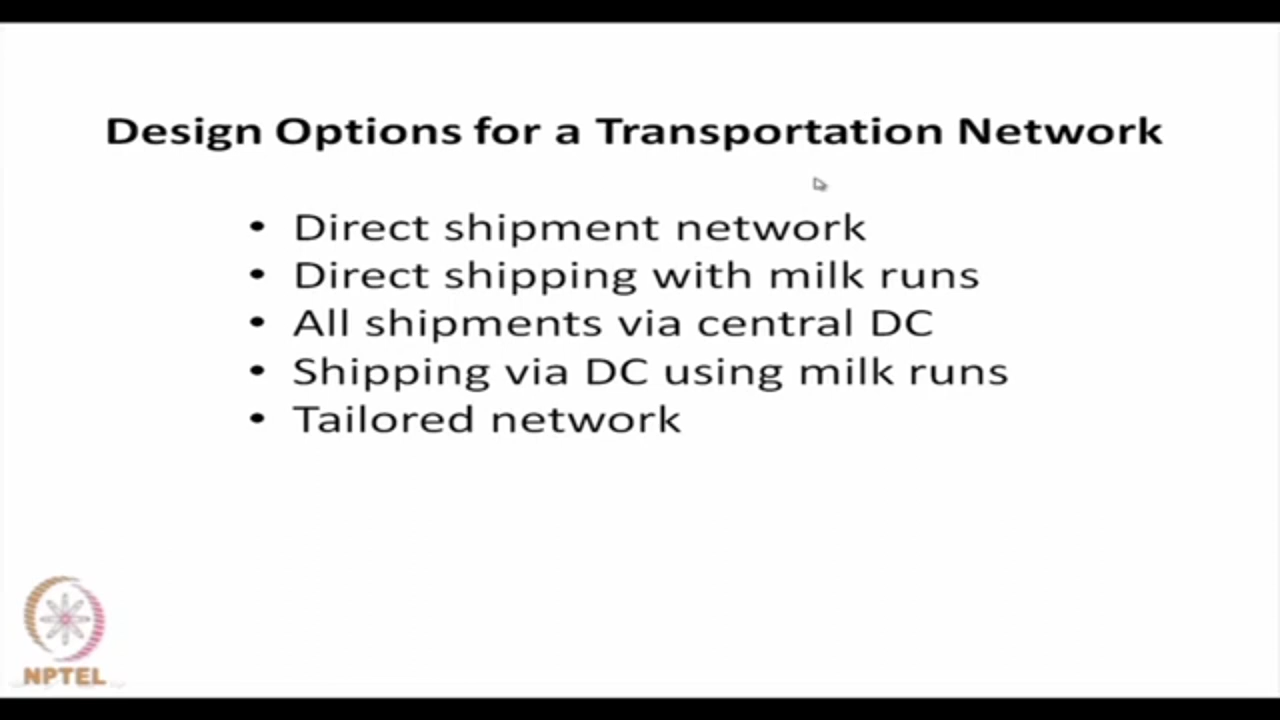 Design Options for a Transportation Network
• Direct shipment network
• Direct shipping with milk runs
• All shipments via central DC
• Shipping via DC using milk runs
• Tailored network
NPTEL